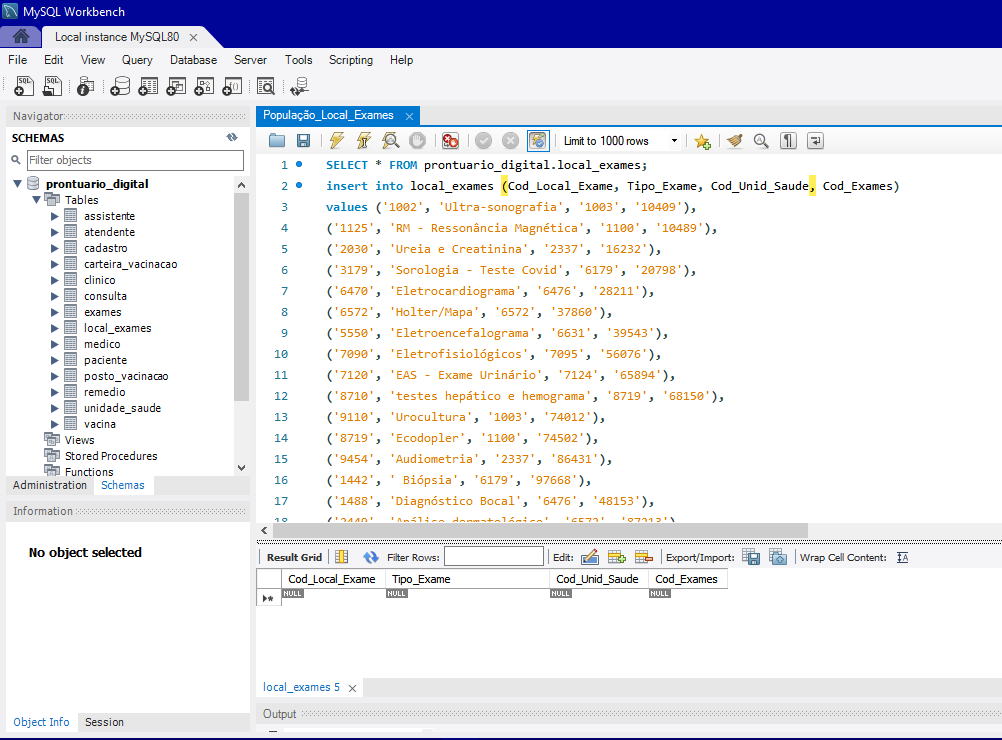 MySQL Workbench
Local instance MySQL80
File Edit View Query Database Server Tools Scripting Help
Navigator
SCHEMAS
Filter objects
prontuario_digital
Tables
assistente
atendente
cadastro
carteira_vacinacao
clinico
consulta
exames
local_exames
medico
paciente
posto_vacinacao
remedio
unidade_saude
vacina
Views
Stored Procedures
Functions
Administration Schemas
Information
No object selected
Object Info Session
População_Local_Exames
Limit to 1000 rows
1 SELECT * FROM prontuario_digital.local_exames;
2 insert into local_exames (Cod_Local_Exame, Tipo_Exame, Cod_Unid_Saude, Cod_Exames)
3 values ('1002', 'Ultra-sonografia', '1003', '10409'),
4 ('1125', 'RM - Ressonância Magnética', '1100', '10489'),
5 ('2030', 'Ureia e Creatinina', '2337', '16232'),
6 ('3179', 'Sorologia - Teste Covid', '6179', '20798'),
7 ('6470', 'Eletrocardiograma', '6476', '28211'),
8 ('6572', 'Holter/Mapa', '6572', '37860'),
9 ('5550', 'Eletroencefalograma', '6631', '39543'),
10 ('7090', 'Eletrofisiológicos', '7095', '56076'),
11 ('7120', 'EAS - Exame Urinário', '7124', '65894'),
12 ('8710', 'testes hepático e hemograma', '8719', '68150'),
13 ('9110', 'Urocultura', '1003', '74012'),
14 ('8719', 'Ecodopler', '1100', '74502'),
15 ('9454', 'Audiometria', '2337', '86431'),
16 ('1442', ' Biópsia', '6179', '97668'),
17 ('1488', 'Diagnóstico Bocal', '6476', '48153'),
18 ('2449', 'Análise dermatológico', '6572', '87213')
Result Grid Filter Rows: Edit: Export/Import: Wrap Cell Content:
Cod_Local_Exame Tipo_Exame Cod_Unid_Saude Cod_Exames
NULL NULL NULL NULL
local_exames 5
Output